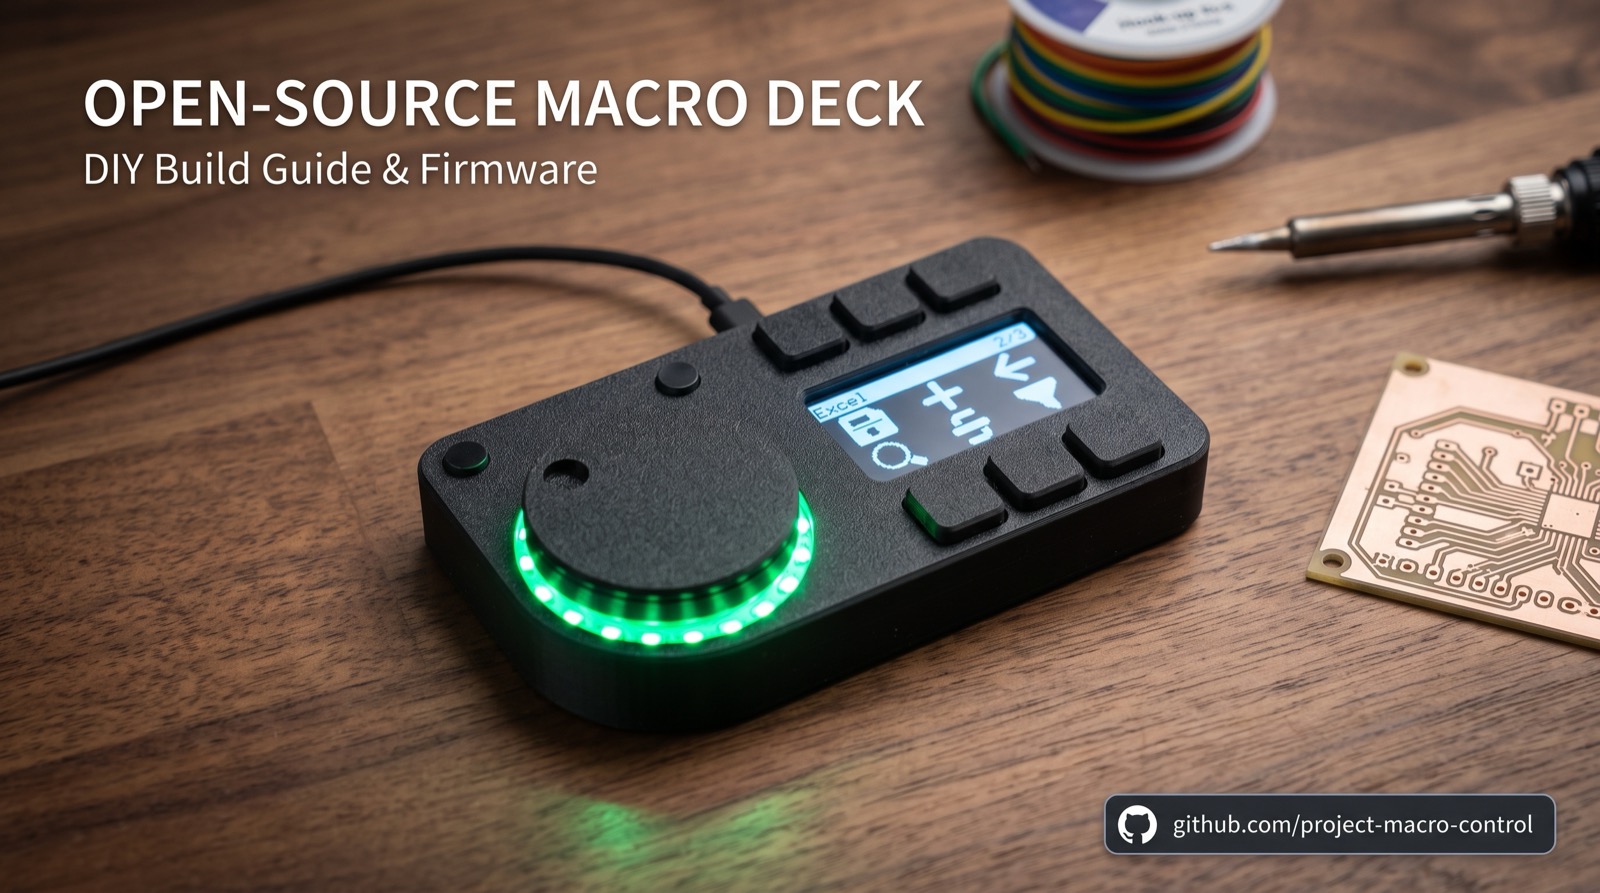 OPEN-SOURCE MACRO DECK
DIY Build Guide & Firmware
2/3
Excel
github.com/project-macro-control